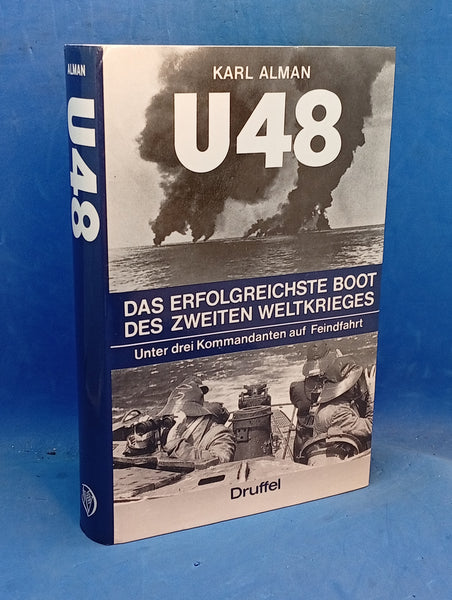 ALMAN
U48
KARL ALMAN
U48
DAS ERFOLGREICHSTE BOOT
DES ZWEITEN WELTKRIEGES
Unter drei Kommandanten auf Feindfahrt
Druffel